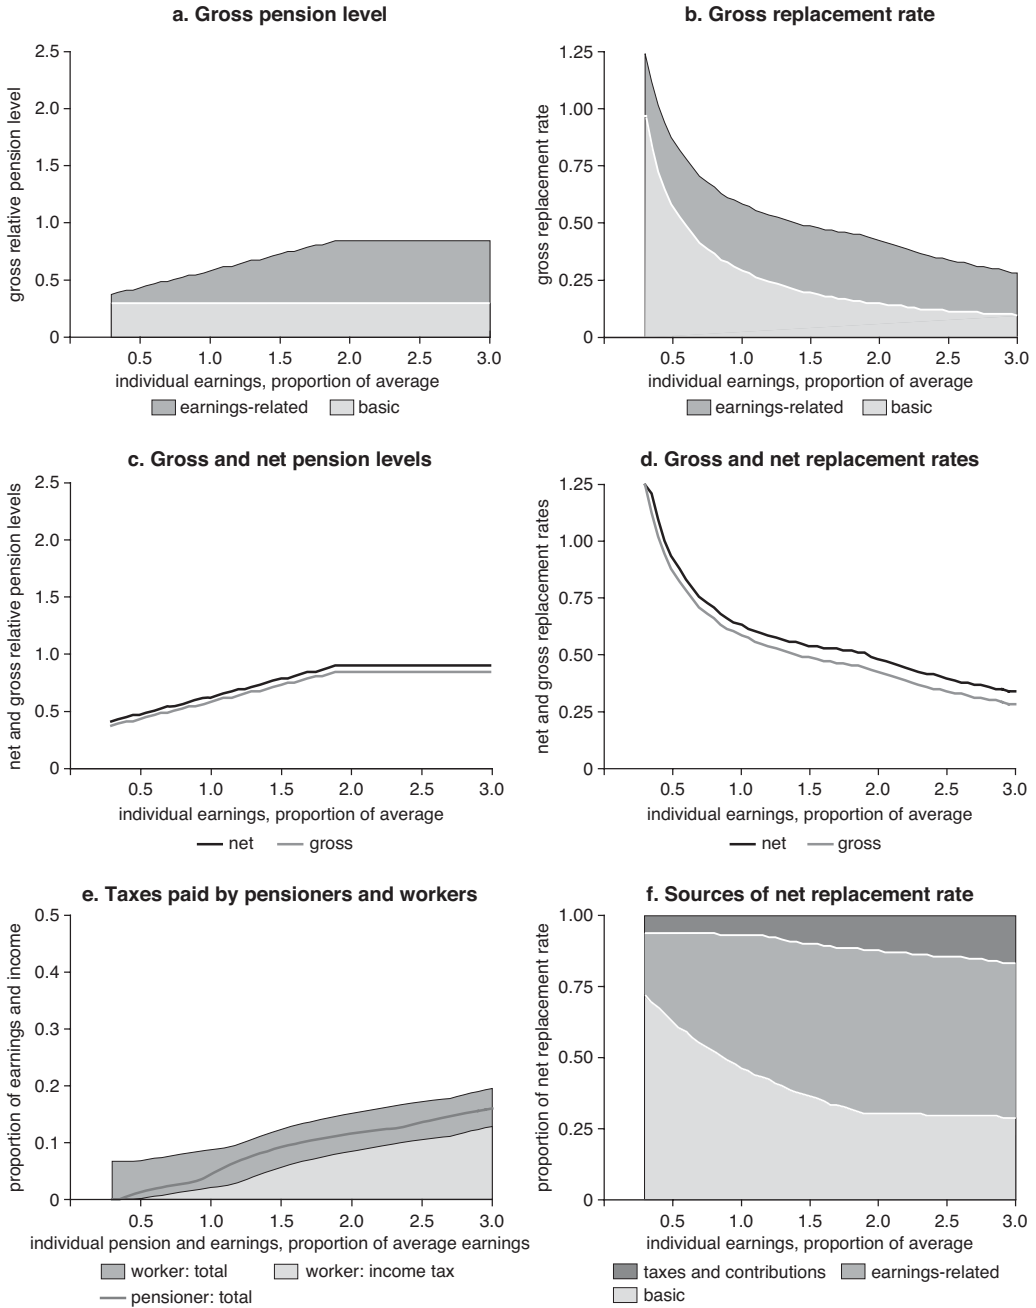 a. Gross pension level
gross relative pension level
2.5
2.0
1.5
1.0
0.5
0
0.5 1.0 1.5 2.0 2.5 3.0
individual earnings, proportion of average
earnings-related basic
b. Gross replacement rate
gross replacement rate
1.25
1.00
0.75
0.50
0.25
0
0.5 1.0 1.5 2.0 2.5 3.0
individual earnings, proportion of average
earnings-related basic
c. Gross and net pension levels
net and gross relative pension levels
2.5
2.0
1.5
1.0
0.5
0
0.5 1.0 1.5 2.0 2.5 3.0
individual earnings, proportion of average
net gross
d. Gross and net replacement rates
net and gross replacement rates
1.25
1.00
0.75
0.50
0.25
0
0.5 1.0 1.5 2.0 2.5 3.0
individual earnings, proportion of average
net gross
e. Taxes paid by pensioners and workers
proportion of earnings and income
0.5
0.4
0.3
0.2
0.1
0
0.5 1.0 1.5 2.0 2.5 3.0
individual pension and earnings, proportion of average earnings
worker: total worker: income tax
pensioner: total
f. Sources of net replacement rate
proportion of net replacement rate
1.00
0.75
0.50
0.25
0
0.5 1.0 1.5 2.0 2.5 3.0
individual earnings, proportion of average
taxes and contributions earnings-related
basic